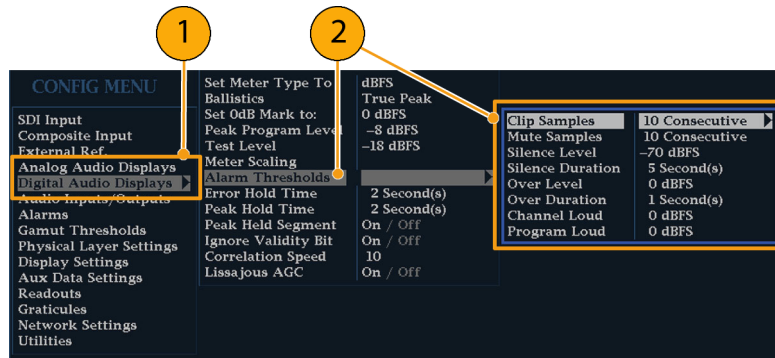 1
2
CONFIG MENU
SDI Input
Composite Input
External Ref.
Analog Audio Displays
Digital Audio Displays
Audio Inputs/Outputs
Alarms
Gamut Thresholds
Physical Layer Settings
Display Settings
Aux Data Settings
Readouts
Graticules
Network Settings
Utilities
Set Meter Type To dBFS
Ballistics True Peak
Set 0dB Mark to: 0 dBFS
Peak Program Level –8 dBFS
Test Level –18 dBFS
Meter Scaling
Alarm Thresholds
Error Hold Time 2 Second(s)
Peak Hold Time 2 Second(s)
Peak Held Segment On / Off
Ignore Validity Bit On / Off
Correlation Speed 10
Lissajous AGC On / Off
Clip Samples 10 Consecutive
Mute Samples 10 Consecutive
Silence Level –70 dBFS
Silence Duration 5 Second(s)
Over Level 0 dBFS
Over Duration 1 Second(s)
Channel Loud 0 dBFS
Program Loud 0 dBFS